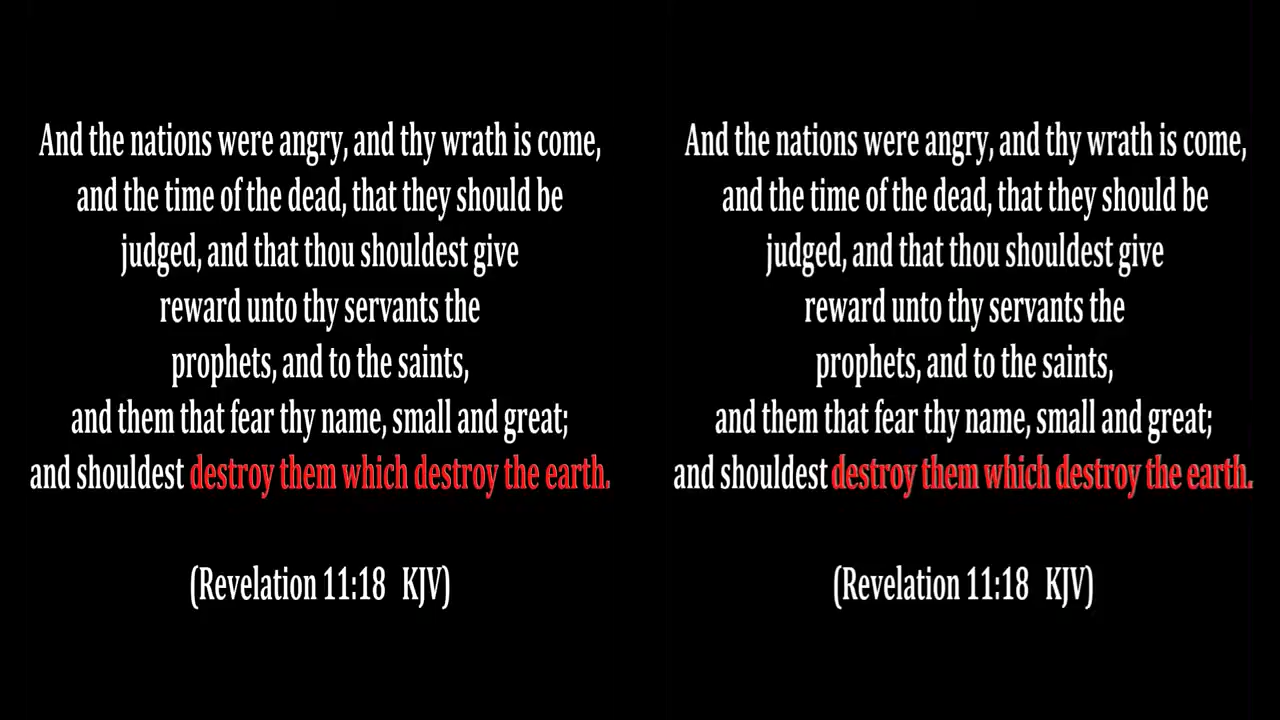 And the nations were angry, and thy wrath is come,
and the time of the dead, that they should be
judged, and that thou shouldest give
reward unto thy servants the
prophets, and to the saints,
and them that fear thy name, small and great;
and shouldest destroy them which destroy the earth.
(Revelation 11:18 KJV)
And the nations were angry, and thy wrath is come,
and the time of the dead, that they should be
judged, and that thou shouldest give
reward unto thy servants the
prophets, and to the saints,
and them that fear thy name, small and great;
and shouldest destroy them which destroy the earth.
(Revelation 11:18 KJV)